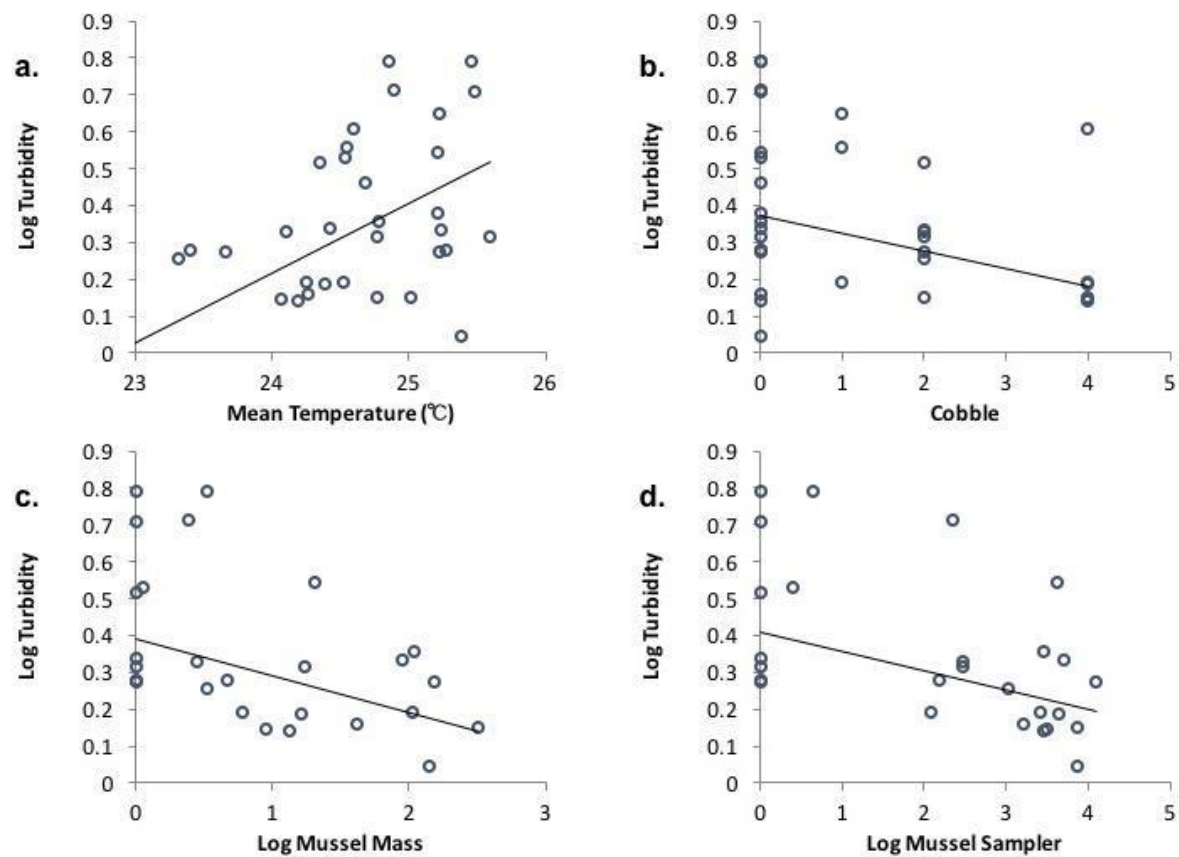 a.
Log Turbidity
0.9
0.8
0.7
0.6
0.5
0.4
0.3
0.2
0.1
0
23 24 25 26
Mean Temperature (℃)
b.
Log Turbidity
0.9
0.8
0.7
0.6
0.5
0.4
0.3
0.2
0.1
0
0 1 2 3 4 5
Cobble
c.
Log Turbidity
0.9
0.8
0.7
0.6
0.5
0.4
0.3
0.2
0.1
0
0 1 2 3
Log Mussel Mass
d.
Log Turbidity
0.9
0.8
0.7
0.6
0.5
0.4
0.3
0.2
0.1
0
0 1 2 3 4 5
Log Mussel Sampler